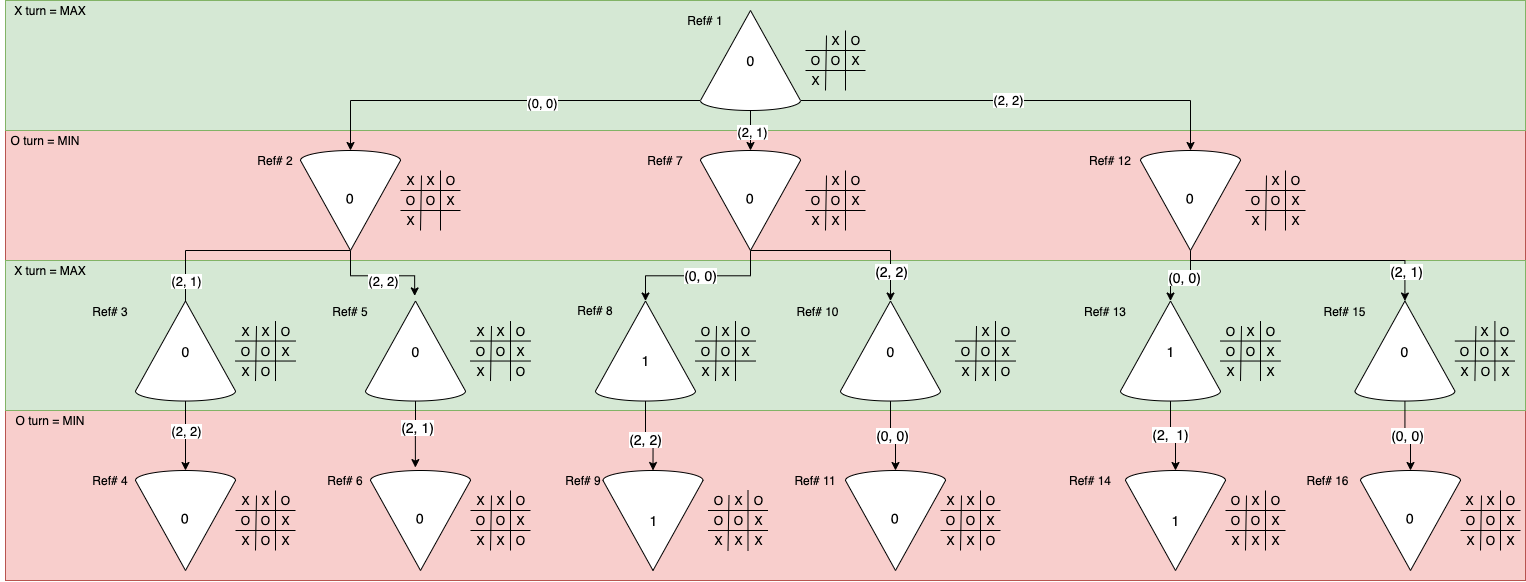 X turn = MAX
Ref# 1
0
X O
O O X
X
(0, 0)
(2, 1)
(2, 2)
O turn = MIN
Ref# 2
0
X X O
O O X
X
Ref# 7
0
X O
O O X
X X
Ref# 12
0
X O
O O X
X X
X turn = MAX
(2, 1)
(2, 2)
(0, 0)
(2, 2)
(0, 0)
(2, 1)
Ref# 3
0
X X O
O O X
X O
Ref# 5
0
X X O
O O X
X O
Ref# 8
1
O X O
O O X
X X
Ref# 10
0
X O
O O X
X X O
Ref# 13
1
O X O
O O X
X X
Ref# 15
0
X O
O O X
X O X
O turn = MIN
(2, 2)
(2, 1)
(2, 2)
(0, 0)
(2, 1)
(0, 0)
Ref# 4
0
X X O
O O X
X O X
Ref# 6
0
X X O
O O X
X X O
Ref# 9
1
O X O
O O X
X X X
Ref# 11
0
X X O
O O X
X X O
Ref# 14
1
O X O
O O X
X X X
Ref# 16
0
X X O
O O X
X O X